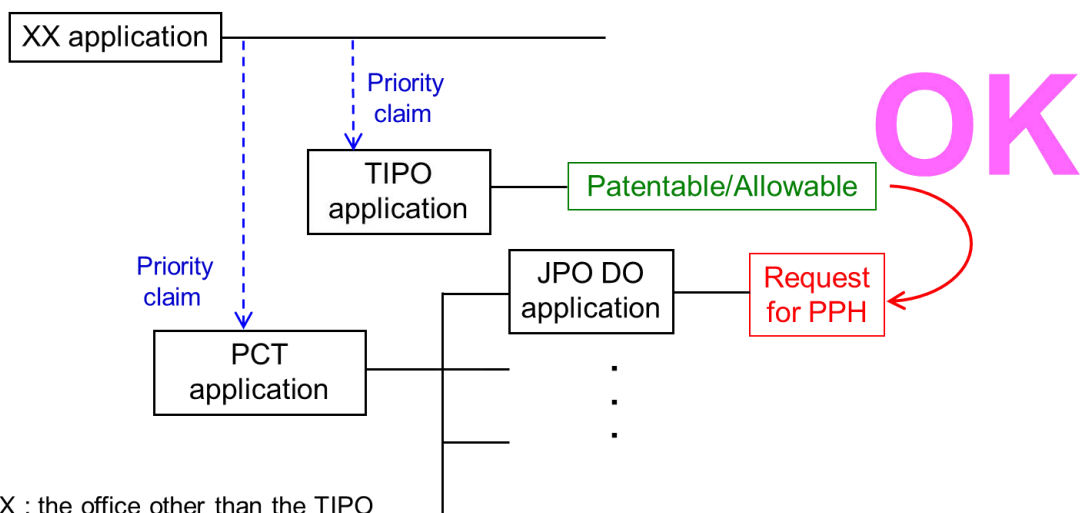 XX application
Priority
claim
OK
TIPO
application
Patentable/Allowable
Priority
claim
JPO DO
application
Request
for PPH
PCT
application
X : the office other than the TIPO